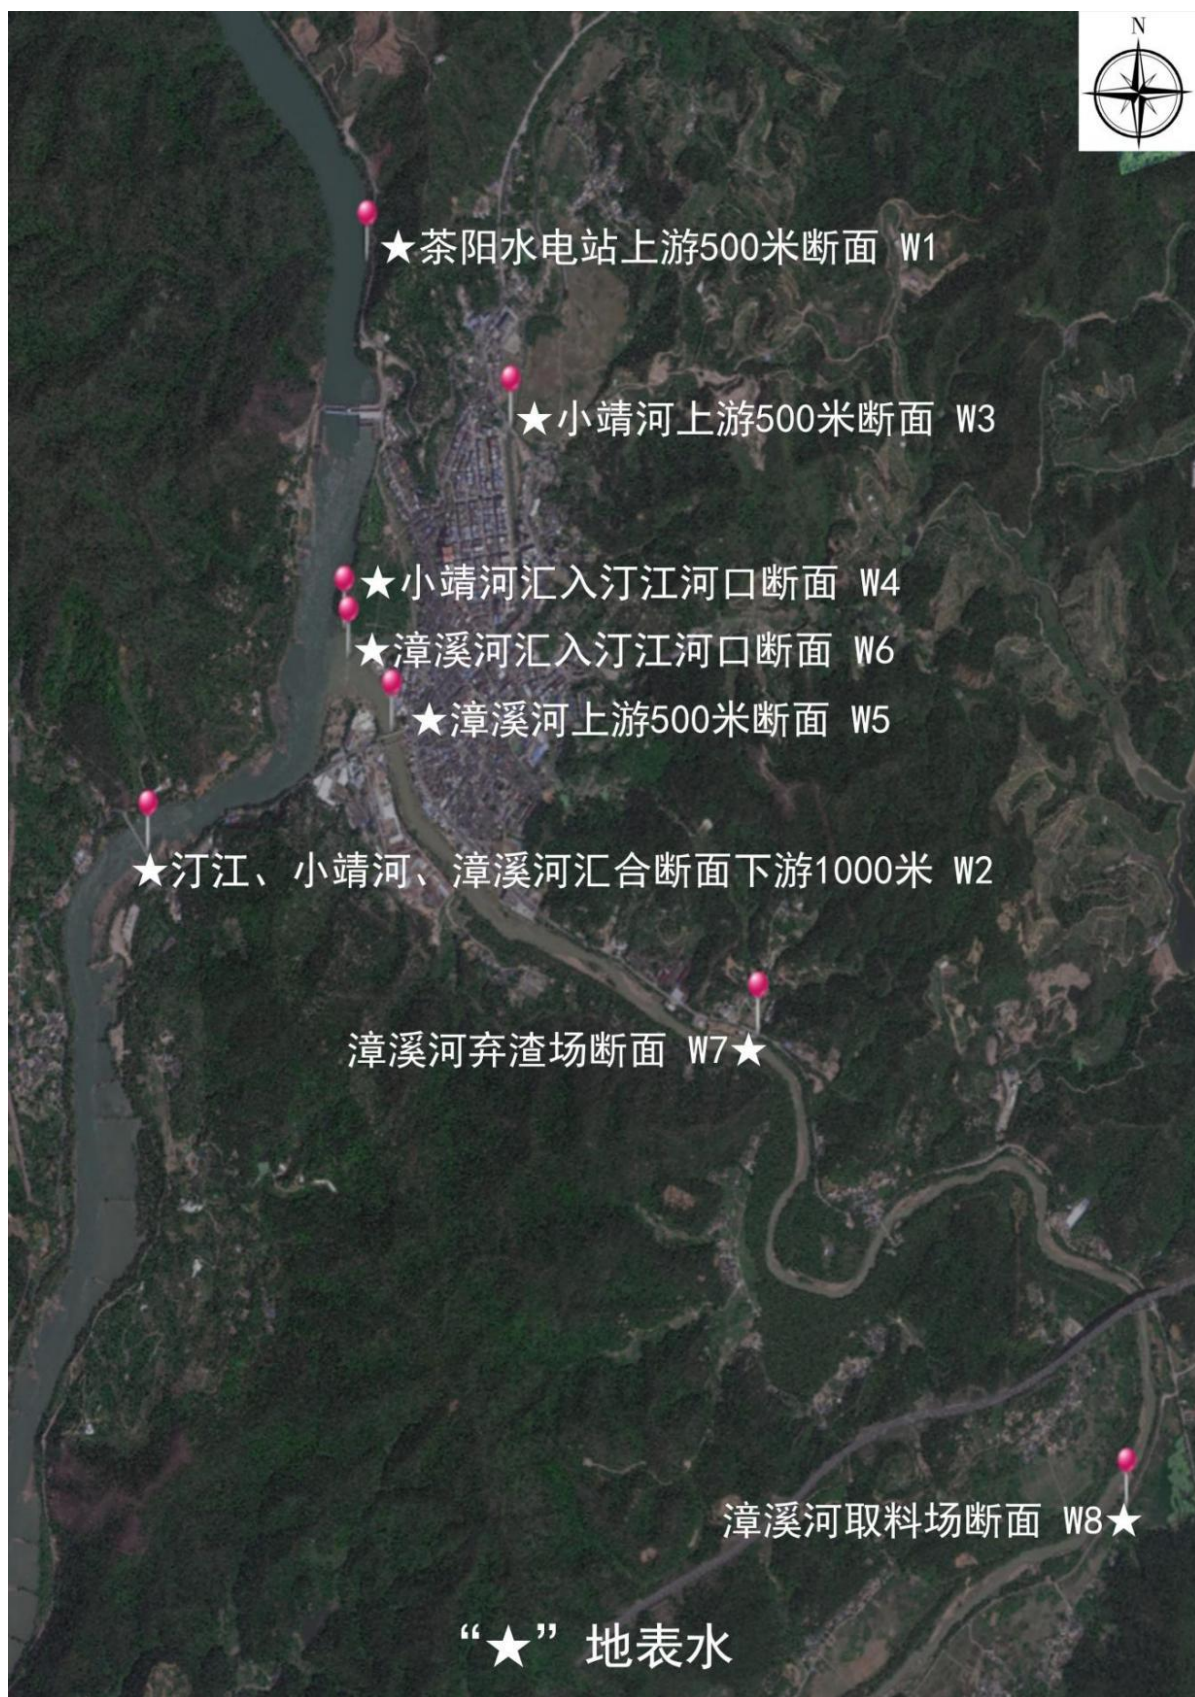 N
★茶阳水电站上游500米断面 W1
★小靖河上游500米断面 W3
★小靖河汇入汀江河口断面 W4
★漳溪河汇入汀江河口断面 W6
★漳溪河上游500米断面 W5
★汀江、小靖河、漳溪河汇合断面下游1000米 W2
漳溪河弃渣场断面 W7★
漳溪河取料场断面 W8★
“★”地表水